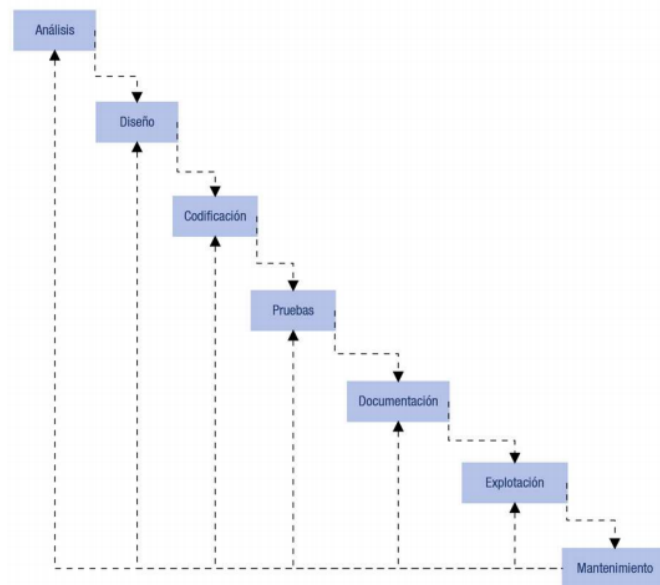 Análisis
Diseño
Codificación
Pruebas
Documentación
Explotación
Mantenimiento